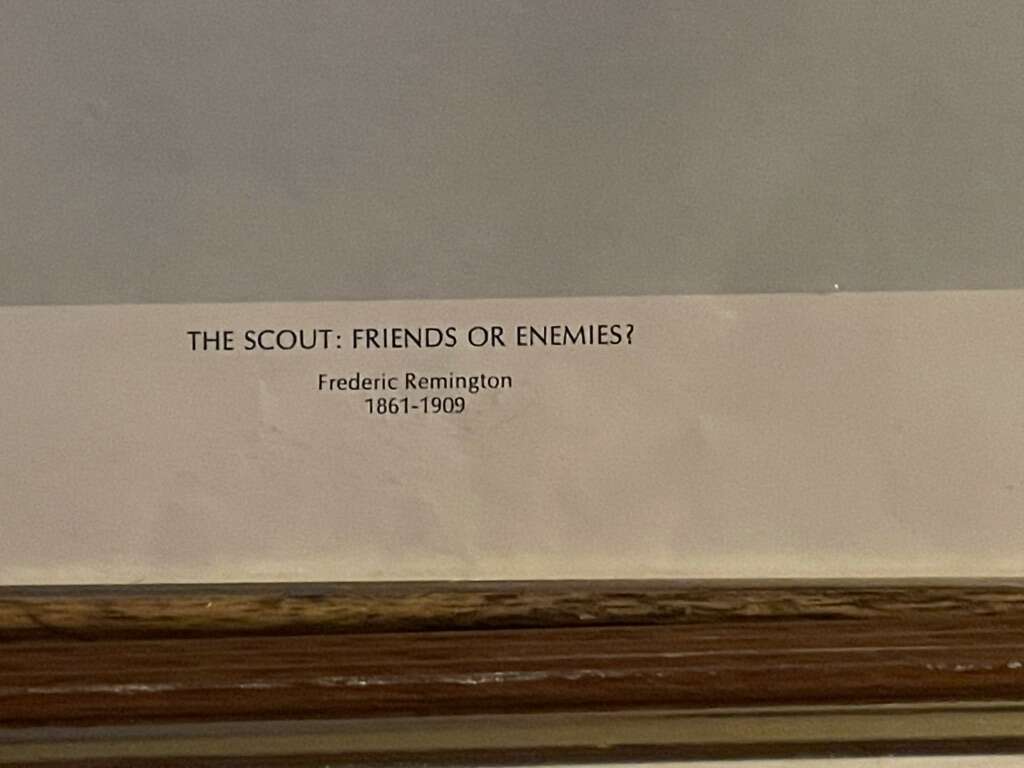 THE SCOUT: FRIENDS OR ENEMIES?
Frederic Remington
1861-1909